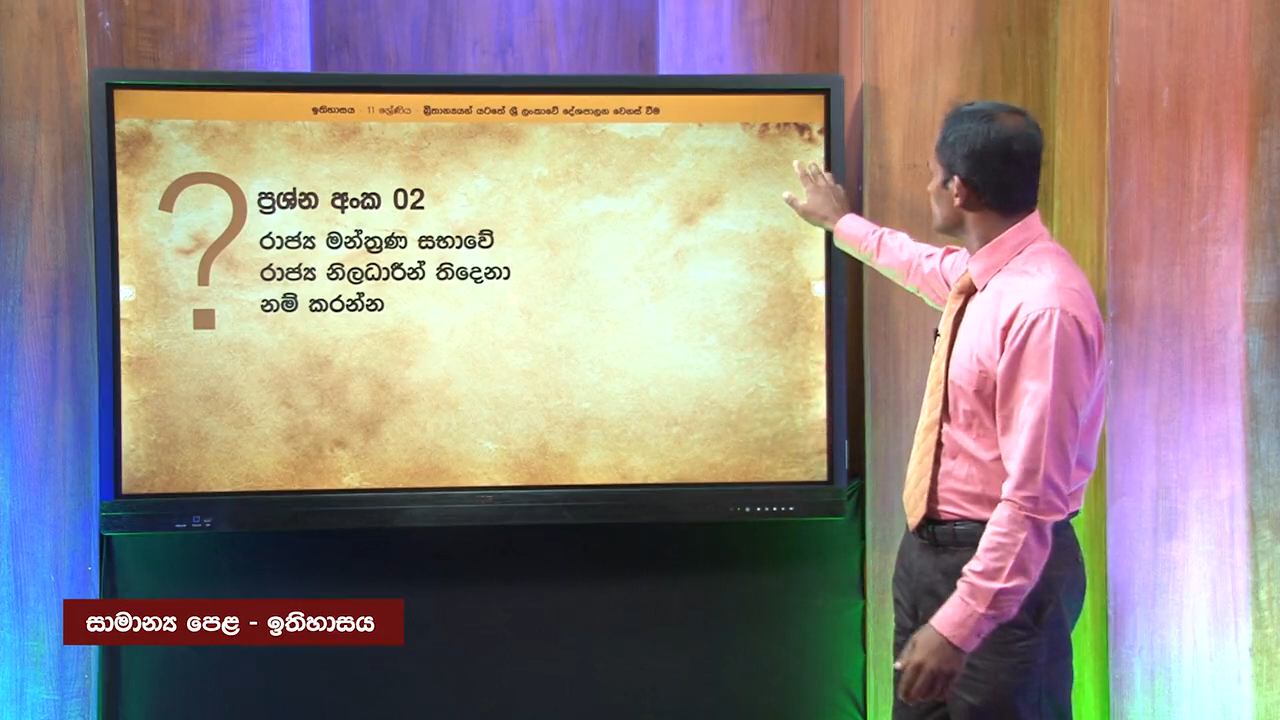 ඉතිහාසය - 11 ශ්‍රේණිය - බ්‍රිතාන්‍යයන් යටතේ ශ්‍රී ලංකාවේ දේශපාලන වෙනස් වීම්
?
ප්‍රශ්න අංක 02
රාජ්‍ය මන්ත්‍රණ සභාවේ
රාජ්‍ය නිලධාරීන් තිදෙනා
නම් කරන්න
සාමාන්‍ය පෙළ - ඉතිහාසය